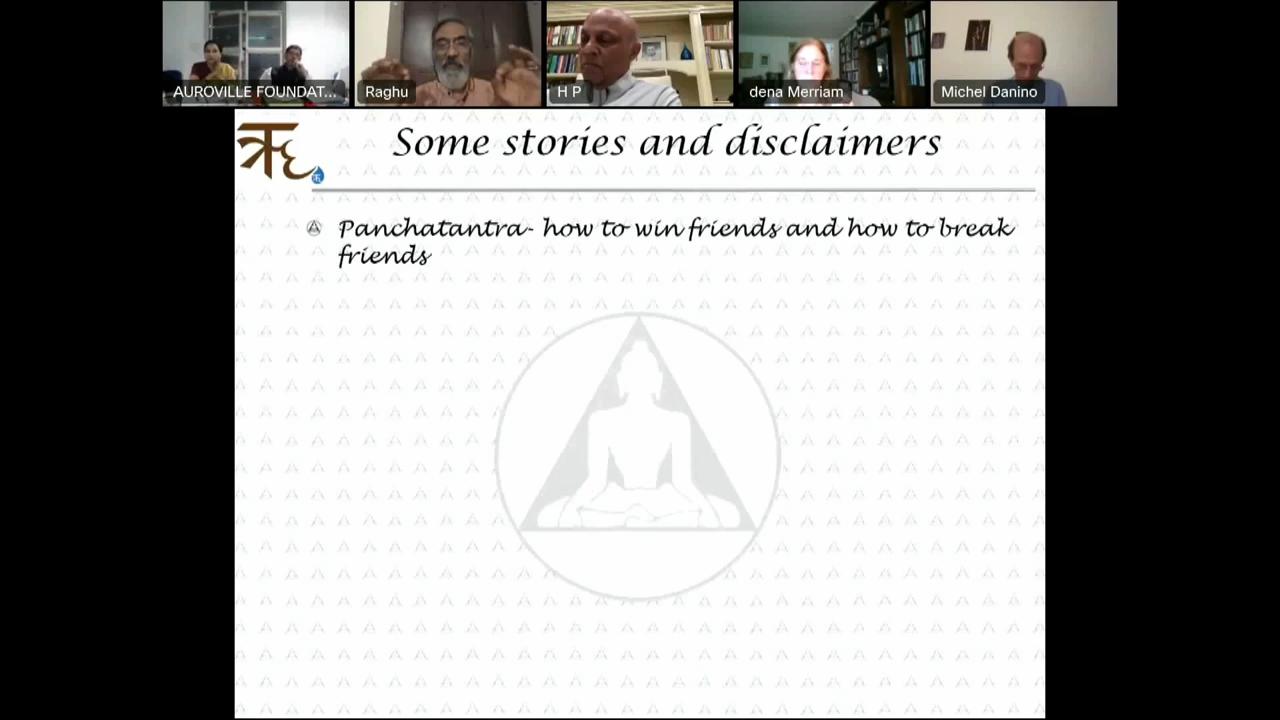 AUROVILLE FOUNDAT...
Raghu
H P
dena Merriam
Michel Danino
Some stories and disclaimers
Panchatantra- how to win friends and how to break
friends